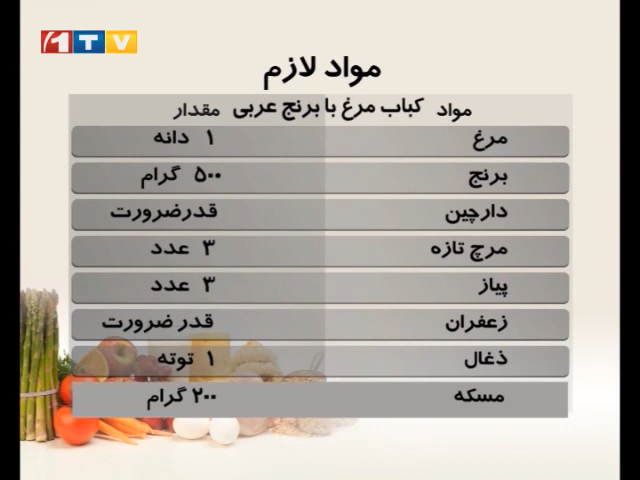 1TV
مواد لازم
مواد کباب مرغ با برنج عربی مقدار
مرغ ۱ دانه
برنج ۵۰۰ گرام
دارچین قدرضرورت
مرچ تازه ۳ عدد
پیاز ۳ عدد
زعفران قدر ضرورت
ذغال ۱ توته
مسکه ۲۰۰ گرام